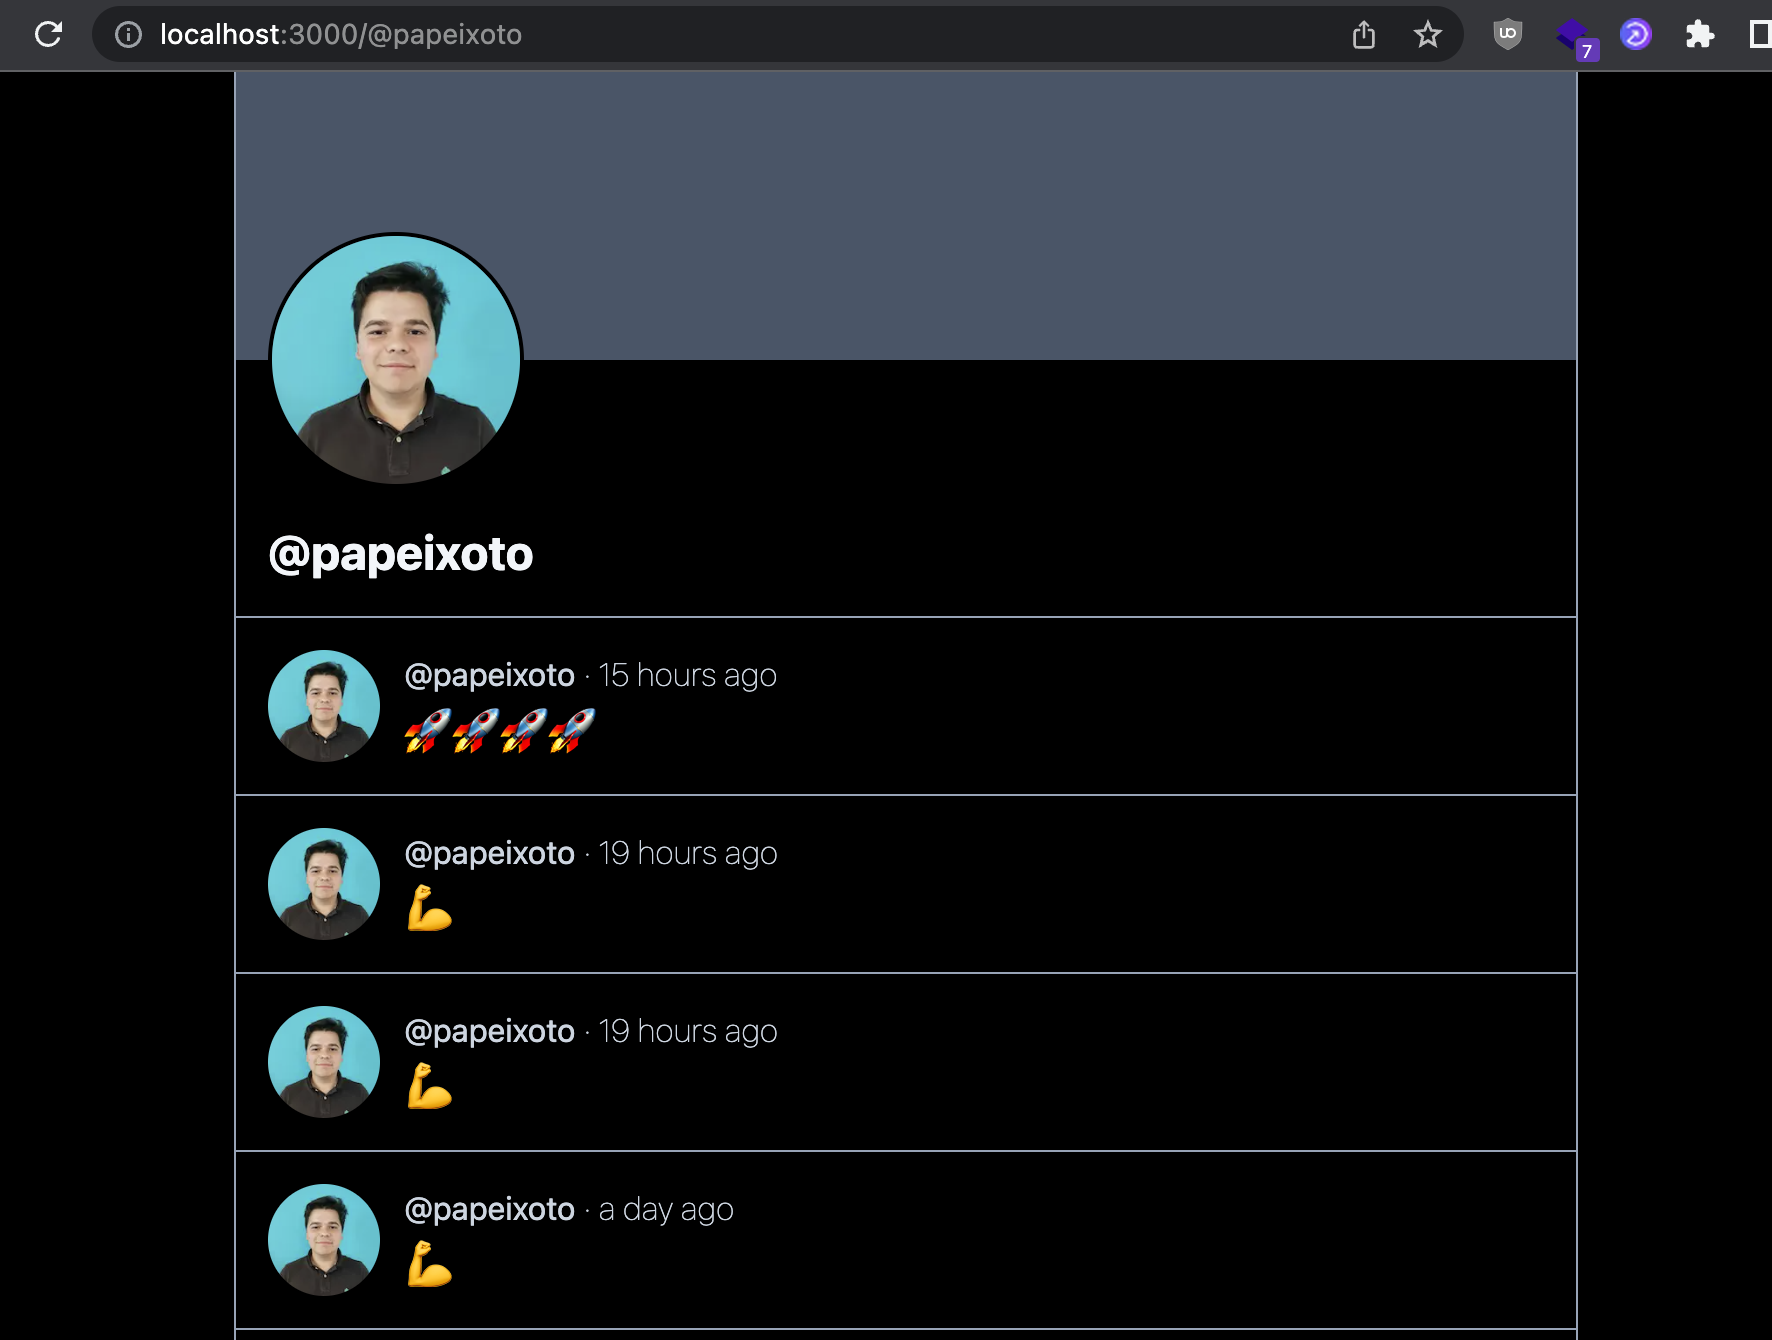 localhost:3000/@papeixoto
uo
7
@papeixoto
@papeixoto · 15 hours ago
🚀🚀🚀🚀
@papeixoto · 19 hours ago
💪
@papeixoto · 19 hours ago
💪
@papeixoto · a day ago
💪